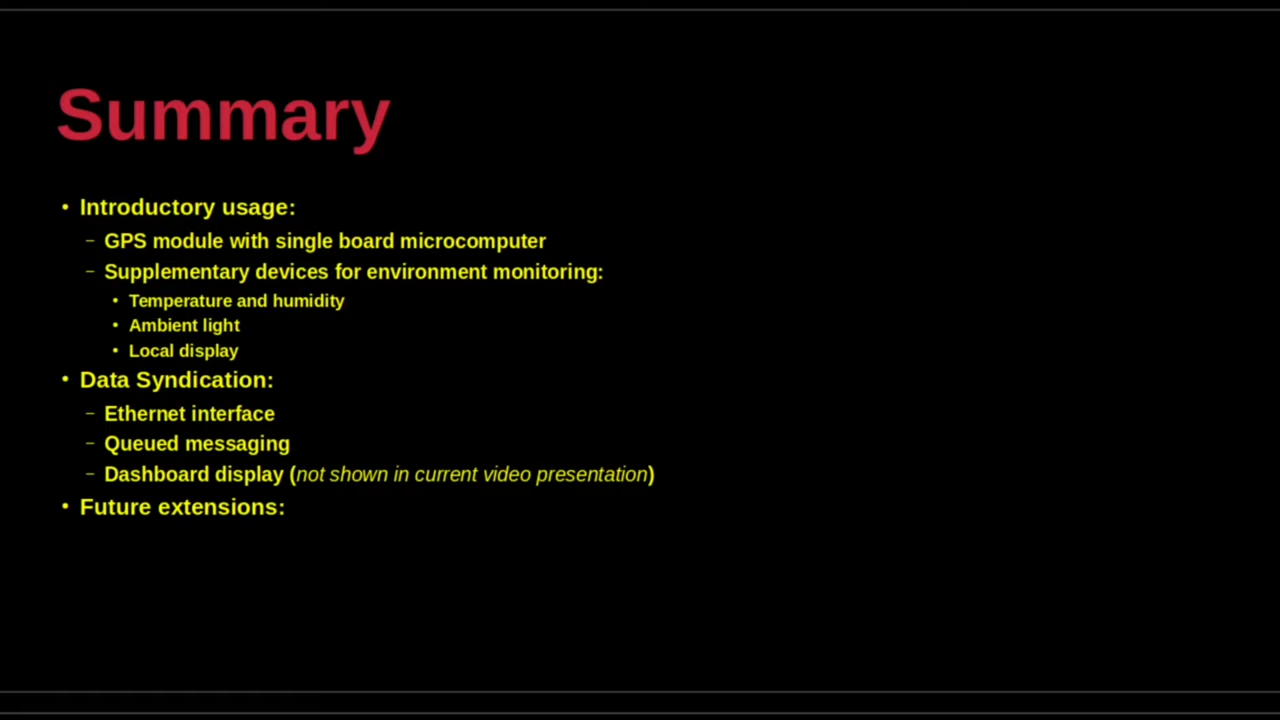 Summary
• Introductory usage:
– GPS module with single board microcomputer
– Supplementary devices for environment monitoring:
• Temperature and humidity
• Ambient light
• Local display
• Data Syndication:
– Ethernet interface
– Queued messaging
– Dashboard display (not shown in current video presentation)
• Future extensions: